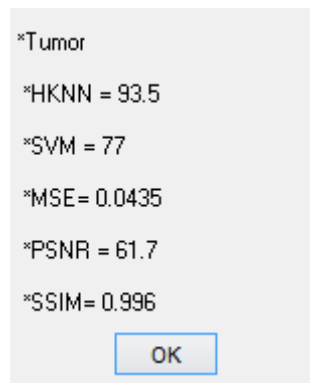 *Tumor
*HKNN = 93.5
*SVM = 77
*MSE= 0.0435
*PSNR = 61.7
*SSIM= 0.996
OK